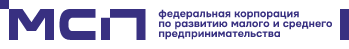 МСП
федеральная корпорация
по развитию малого и среднего
предпринимательства